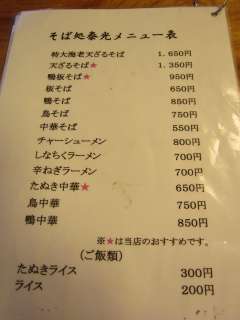 そば処泰光メニュー表
特大海老天ざるそば 1.650円
天ざるそば★ 1.350円
鴨板そば★ 950円
板そば 650円
鴨そば 850円
鳥そば 750円
中華そば 550円
チャーシューメン 800円
しなちくラーメン 700円
辛ねぎラーメン 700円
たぬき中華★ 650円
鳥中華 750円
鴨中華 850円
※★は当店のおすすめです。
(ご飯類)
たぬきライス 300円
ライス 200円